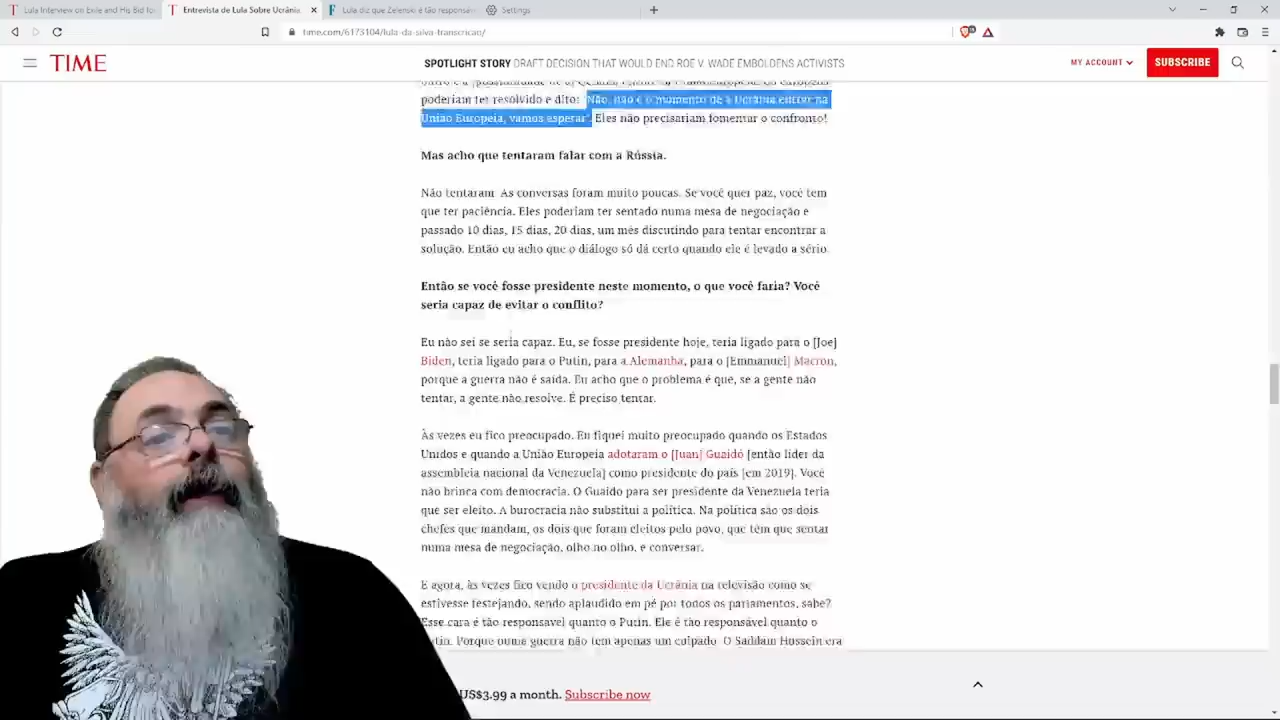 Lula Interview on Exile and His Bid fo
Entrevista de Lula Sobre Ucrânia,
Lula diz que Zelenski é tão responsáv
Settings
time.com/6173104/lula-da-silva-transcricao/
TIME
SPOTLIGHT STORY DRAFT DECISION THAT WOULD END ROE V. WADE EMBOLDENS ACTIVISTS
MY ACCOUNT
SUBSCRIBE
poderiam ter resolvido e dito: "Não, não é o momento de a Ucrânia entrar na
União Europeia, vamos esperar". Eles não precisariam fomentar o confronto!
Mas acho que tentaram falar com a Rússia.
Não tentaram. As conversas foram muito poucas. Se você quer paz, você tem
que ter paciência. Eles poderiam ter sentado numa mesa de negociação e
passado 10 dias, 15 dias, 20 dias, um mês discutindo para tentar encontrar a
solução. Então eu acho que o diálogo só dá certo quando ele é levado a sério.
Então se você fosse presidente neste momento, o que você faria? Você
seria capaz de evitar o conflito?
Eu não sei se seria capaz. Eu, se fosse presidente hoje, teria ligado para o [Joe]
Biden, teria ligado para o Putin, para a Alemanha, para o [Emmanuel] Macron,
porque a guerra não é saída. Eu acho que o problema é que, se a gente não
tentar, a gente não resolve. É preciso tentar.
Às vezes eu fico preocupado. Eu fiquei muito preocupado quando os Estados
Unidos e quando a União Europeia adotaram o [Juan] Guaidó [então líder da
assembleia nacional da Venezuela] como presidente do país [em 2019]. Você
não brinca com democracia. O Guaidó para ser presidente da Venezuela teria
que ser eleito. A burocracia não substitui a política. Na política são os dois
chefes que mandam, os dois que foram eleitos pelo povo, que têm que sentar
numa mesa de negociação, olho no olho, e conversar.
E agora, às vezes fico vendo o presidente da Ucrânia na televisão como se
estivesse festejando, sendo aplaudido em pé por todos os parlamentos, sabe?
Esse cara é tão responsável quanto o Putin. Ele é tão responsável quanto o
tin. Porque numa guerra não tem apenas um culpado. O Saddam Hussein era
US$3.99 a month. Subscribe now